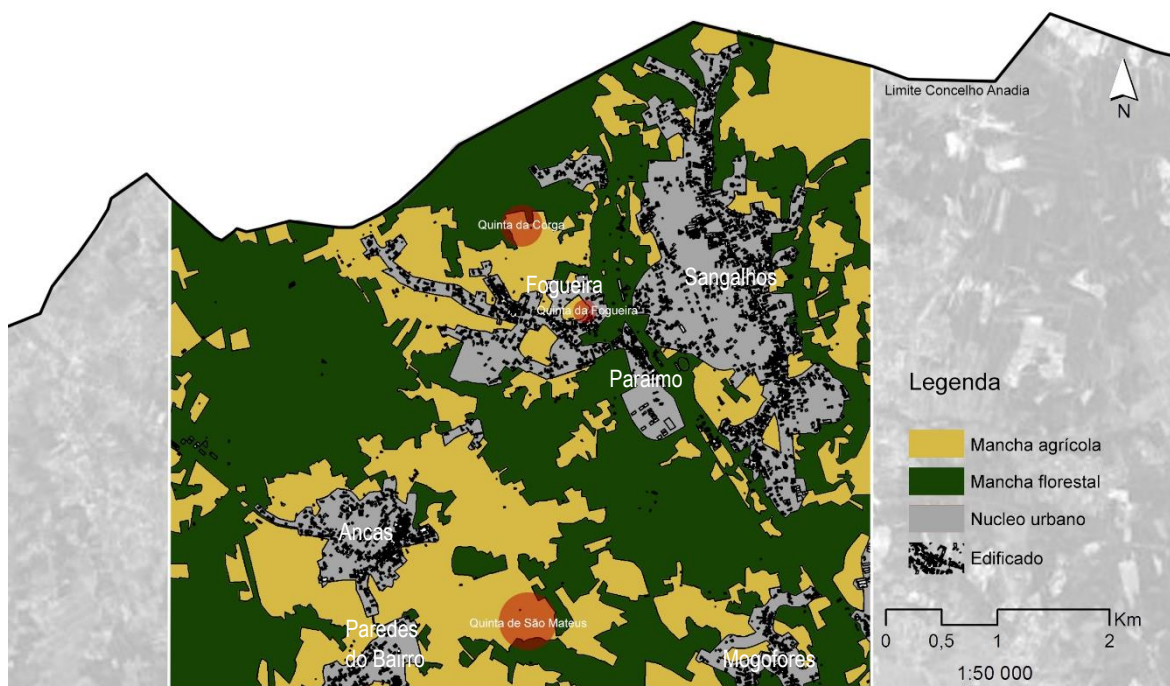 Limite Concelho Anadia
N
Quinta da Corga
Fogueira
Sangalhos
Quinta da Fogueira
Paraimo
Legenda
Mancha agrícola
Mancha florestal
Nucleo urbano
Edificado
Ancas
Quinta de São Mateus
Paredes
do Bairro
Mogofores
Km
0 0,5 1 2
1:50 000